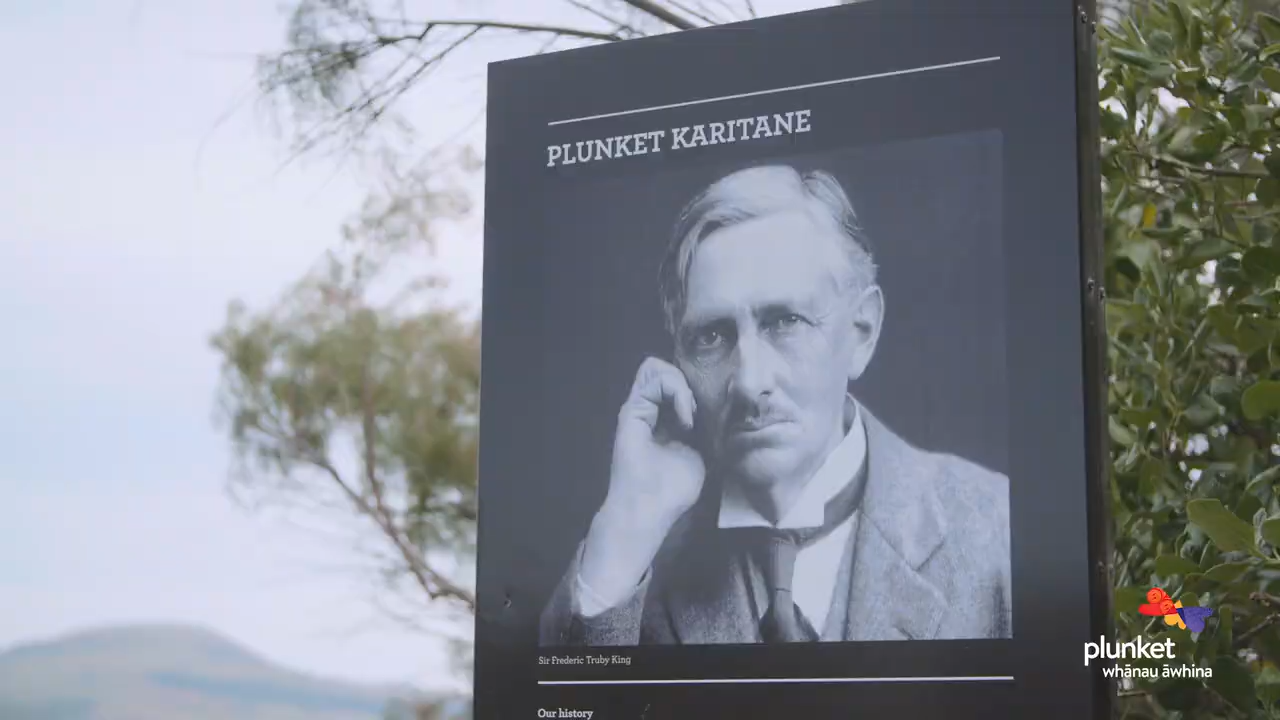 PLUNKET KARITANE
Sir Frederic Truby King
Our history
plunket
whānau āwhina